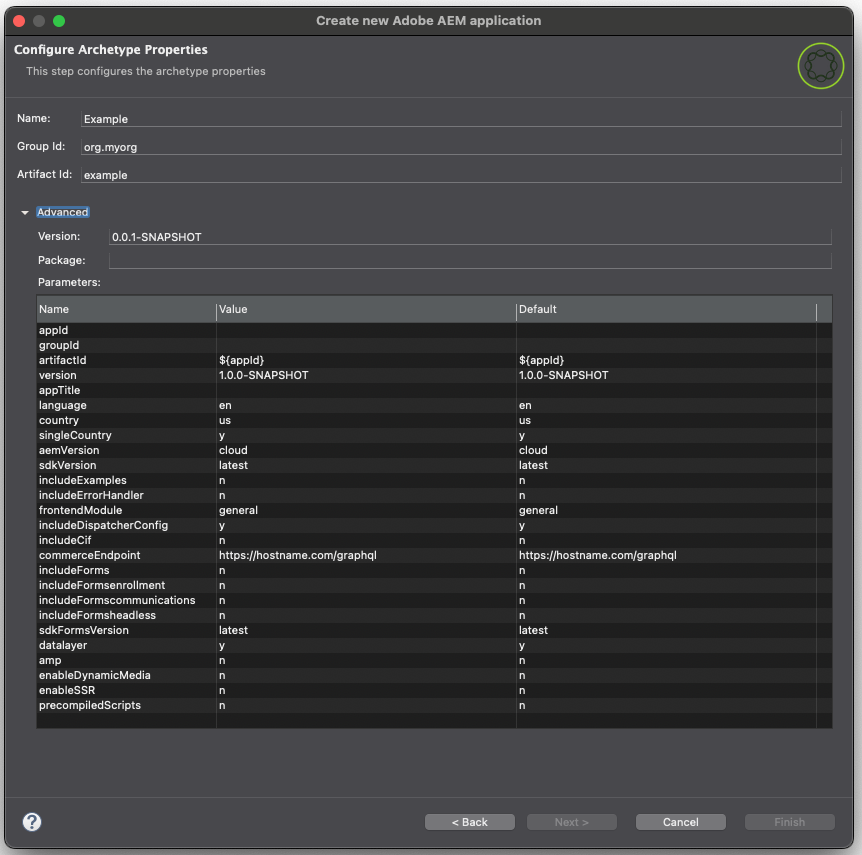 Create new Adobe AEM application
Configure Archetype Properties
This step configures the archetype properties
Name: Example
Group Id: org.myorg
Artifact Id: example
Advanced
Version: 0.0.1-SNAPSHOT
Package:
Parameters:
Name Value Default
appId
groupId
artifactId ${appId} ${appId}
version 1.0.0-SNAPSHOT 1.0.0-SNAPSHOT
appTitle
language en en
country us us
singleCountry y y
aemVersion cloud cloud
sdkVersion latest latest
includeExamples n n
includeErrorHandler n n
frontendModule general general
includeDispatcherConfig y y
includeCif n n
commerceEndpoint https://hostname.com/graphql https://hostname.com/graphql
includeForms n n
includeFormsenrollment n n
includeFormscommunications n n
includeFormsheadless n n
sdkFormsVersion latest latest
datalayer y y
amp n n
enableDynamicMedia n n
enableSSR n n
precompiledScripts n n
? < Back Next > Cancel Finish